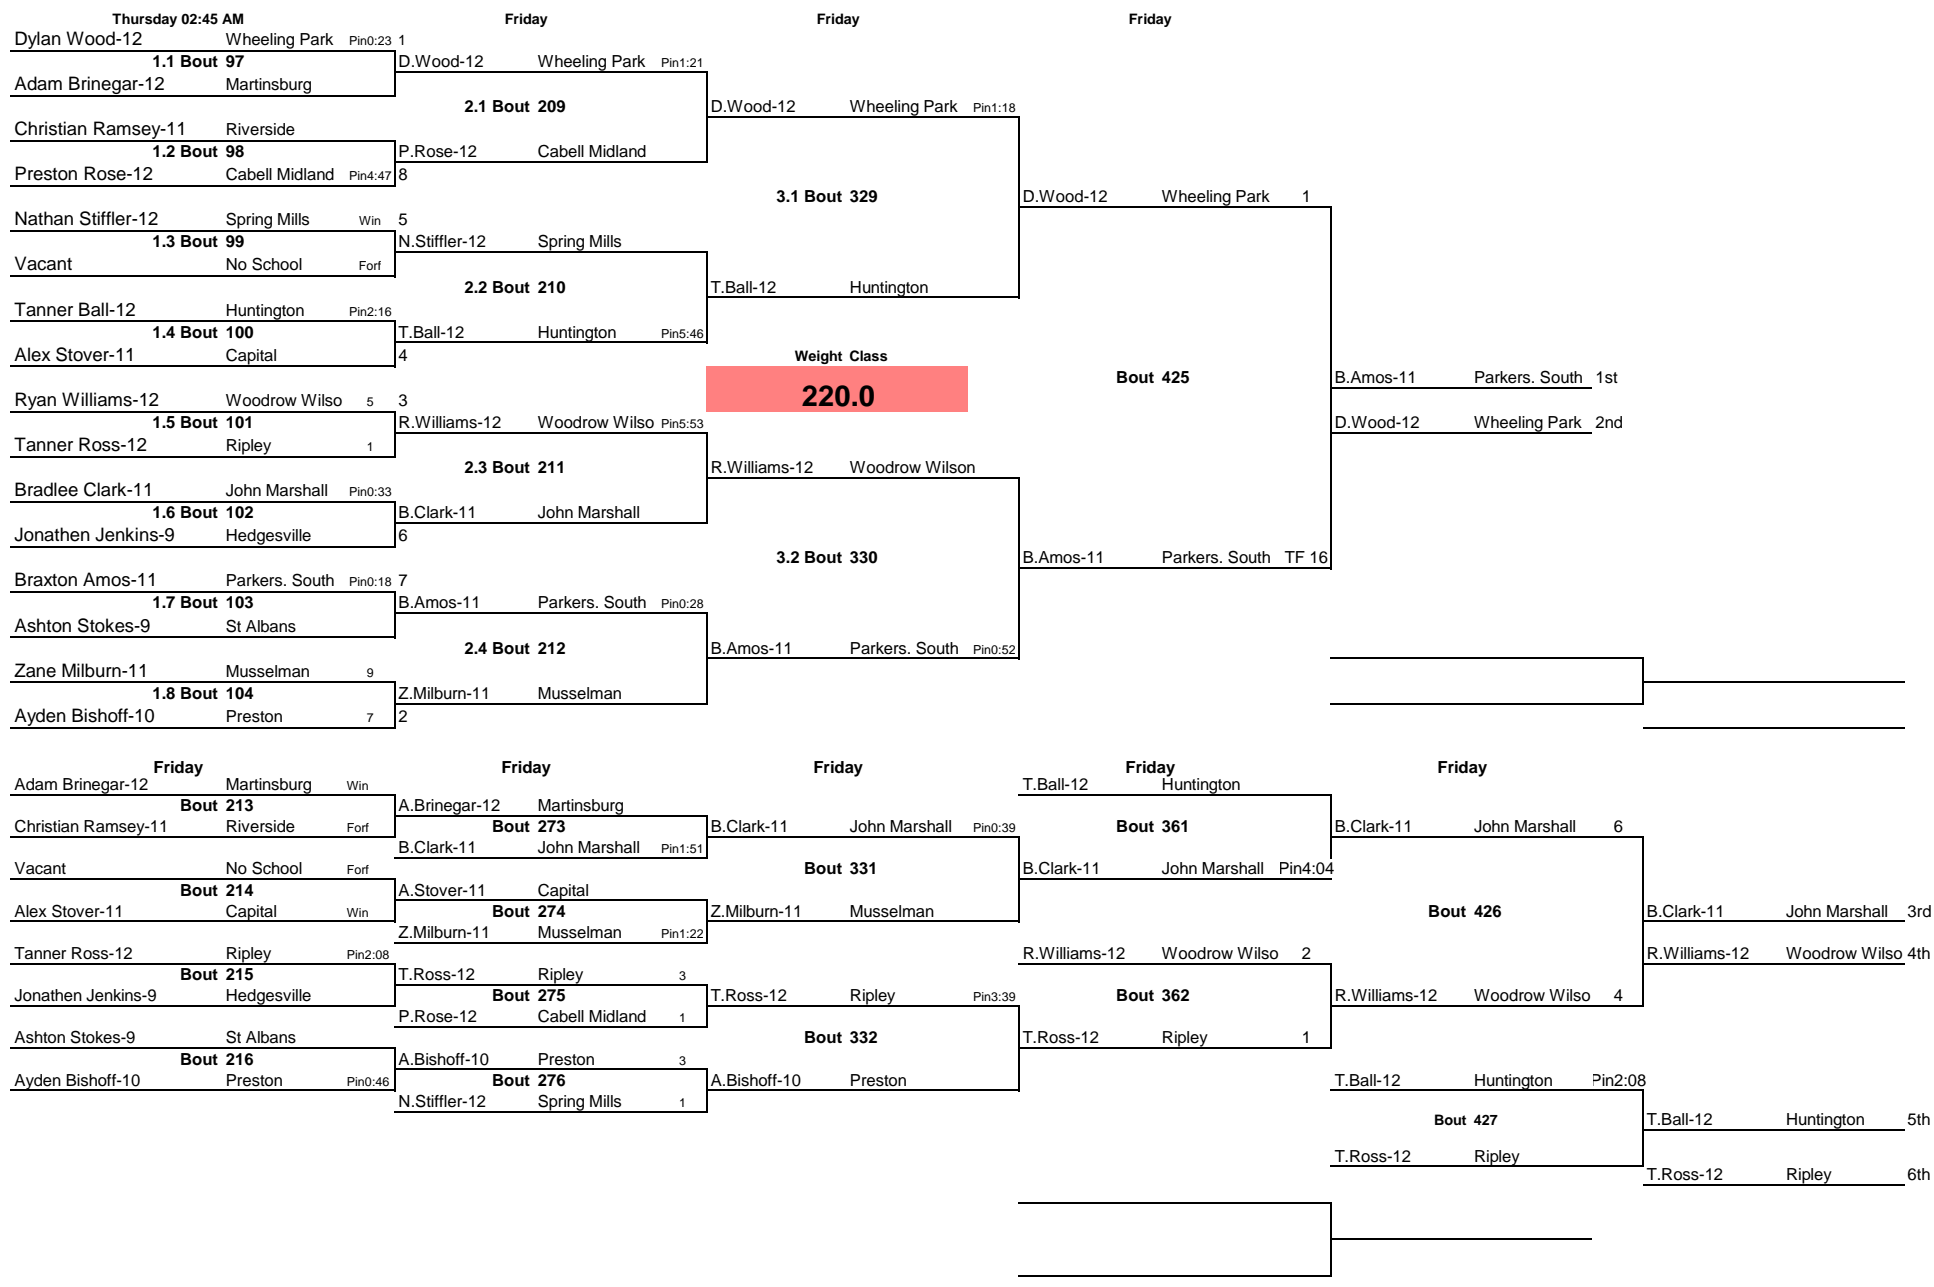 Thursday 02:45 AM Friday Friday Friday
Dylan Wood-12 Wheeling Park Pin0:23 1
1.1 Bout 97 D.Wood-12 Wheeling Park Pin1:21
Adam Brinegar-12 Martinsburg
2.1 Bout 209 D.Wood-12 Wheeling Park Pin1:18
Christian Ramsey-11 Riverside
1.2 Bout 98 P.Rose-12 Cabell Midland
Preston Rose-12 Cabell Midland Pin4:47 8
3.1 Bout 329 D.Wood-12 Wheeling Park 1
Nathan Stiffler-12 Spring Mills Win 5
1.3 Bout 99 N.Stiffler-12 Spring Mills
Vacant No School Forf
2.2 Bout 210 T.Ball-12 Huntington
Tanner Ball-12 Huntington Pin2:16
1.4 Bout 100 T.Ball-12 Huntington Pin5:46
Alex Stover-11 Capital 4 Weight Class
Bout 425 B.Amos-11 Parkers. South 1st
Ryan Williams-12 Woodrow Wilso 5 3 220.0
1.5 Bout 101 R.Williams-12 Woodrow Wilso Pin5:53 D.Wood-12 Wheeling Park 2nd
Tanner Ross-12 Ripley 1
2.3 Bout 211 R.Williams-12 Woodrow Wilson
Bradlee Clark-11 John Marshall Pin0:33
1.6 Bout 102 B.Clark-11 John Marshall
Jonathen Jenkins-9 Hedgesville 6
3.2 Bout 330 B.Amos-11 Parkers. South TF 16
Braxton Amos-11 Parkers. South Pin0:18 7
1.7 Bout 103 B.Amos-11 Parkers. South Pin0:28
Ashton Stokes-9 St Albans
2.4 Bout 212 B.Amos-11 Parkers. South Pin0:52
Zane Milburn-11 Musselman 9
1.8 Bout 104 Z.Milburn-11 Musselman
Ayden Bishoff-10 Preston 7 2
Friday Friday Friday Friday Friday
Adam Brinegar-12 Martinsburg Win T.Ball-12 Huntington
Bout 213 A.Brinegar-12 Martinsburg
Christian Ramsey-11 Riverside Forf Bout 273 B.Clark-11 John Marshall Pin0:39 Bout 361 B.Clark-11 John Marshall 6
B.Clark-11 John Marshall Pin1:51
Vacant No School Forf Bout 331 B.Clark-11 John Marshall Pin4:04
Bout 214 A.Stover-11 Capital
Alex Stover-11 Capital Win Bout 274 Z.Milburn-11 Musselman Bout 426 B.Clark-11 John Marshall 3rd
Z.Milburn-11 Musselman Pin1:22
Tanner Ross-12 Ripley Pin2:08 R.Williams-12 Woodrow Wilso 2 R.Williams-12 Woodrow Wilso 4th
Bout 215 T.Ross-12 Ripley 3
Jonathen Jenkins-9 Hedgesville Bout 275 T.Ross-12 Ripley Pin3:39 Bout 362 R.Williams-12 Woodrow Wilso 4
P.Rose-12 Cabell Midland 1
Ashton Stokes-9 St Albans Bout 332 T.Ross-12 Ripley 1
Bout 216 A.Bishoff-10 Preston 3
Ayden Bishoff-10 Preston Pin0:46 Bout 276 A.Bishoff-10 Preston T.Ball-12 Huntington Pin2:08
N.Stiffler-12 Spring Mills 1
Bout 427 T.Ball-12 Huntington 5th
T.Ross-12 Ripley
T.Ross-12 Ripley 6th